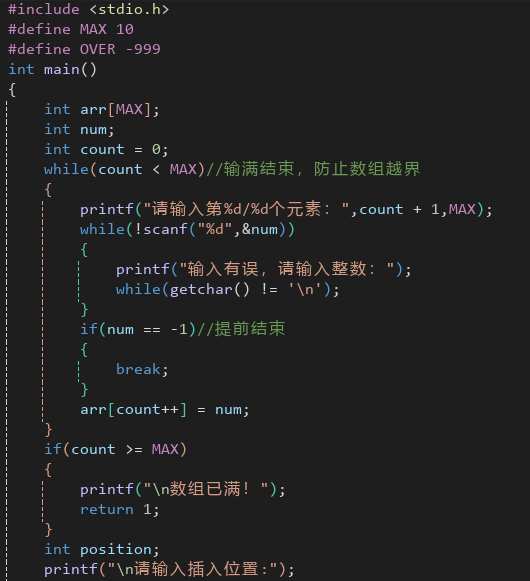 #include <stdio.h>
#define MAX 10
#define OVER -999
int main()
{
    int arr[MAX];
    int num;
    int count = 0;
    while(count < MAX)//输满结束，防止数组越界
    {
        printf("请输入第%d/%d个元素：",count + 1,MAX);
        while(!scanf("%d",&num))
        {
            printf("输入有误，请输入整数：");
            while(getchar() != '\n');
        }
        if(num == -1)//提前结束
        {
            break;
        }
        arr[count++] = num;
    }
    if(count >= MAX)
    {
        printf("\n数组已满！");
        return 1;
    }
    int position;
    printf("\n请输入插入位置:");